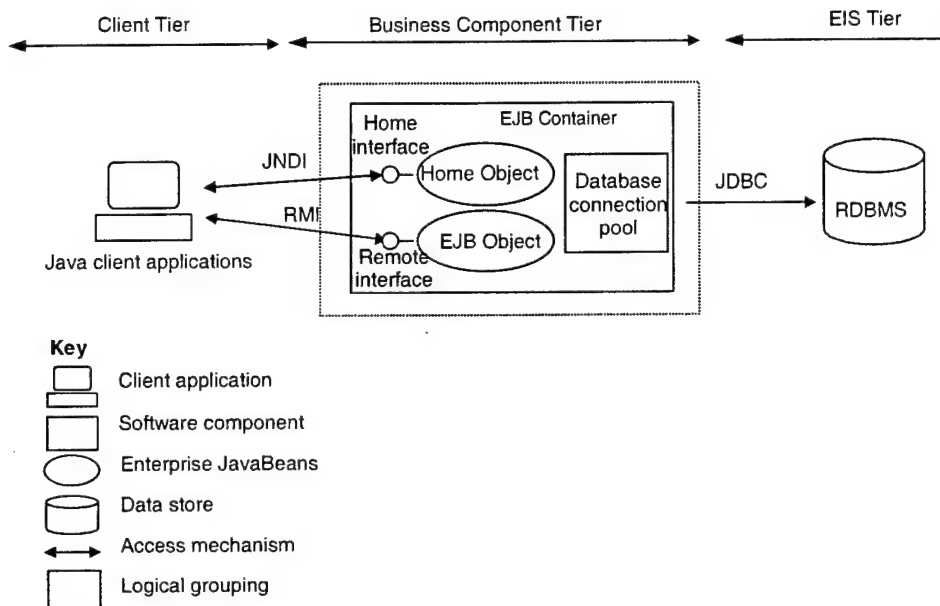 Client Tier
Business Component Tier
EIS Tier
EJB Container
Home
interface
JNDI
Home Object
Database
connection
pool
JDBC
RDBMS
RMI
EJB Object
Remote
interface
Java client applications
Key
Client application
Software component
Enterprise JavaBeans
Data store
Access mechanism
Logical grouping